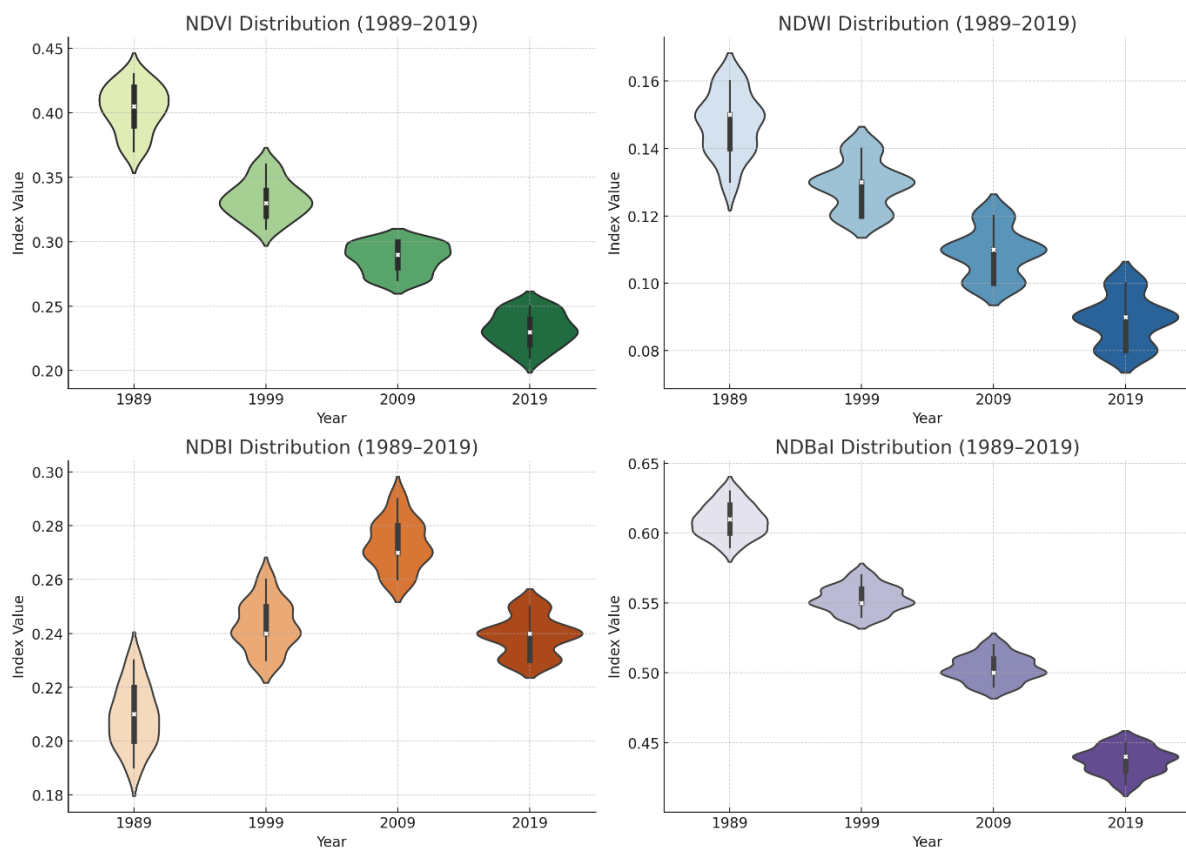 NDVI Distribution (1989–2019)
Index Value
0.45
0.40
0.35
0.30
0.25
0.20
1989 1999 2009 2019
Year
NDWI Distribution (1989–2019)
Index Value
0.16
0.14
0.12
0.10
0.08
1989 1999 2009 2019
Year
NDBI Distribution (1989–2019)
Index Value
0.30
0.28
0.26
0.24
0.22
0.20
0.18
1989 1999 2009 2019
Year
NDBaI Distribution (1989–2019)
Index Value
0.65
0.60
0.55
0.50
0.45
1989 1999 2009 2019
Year